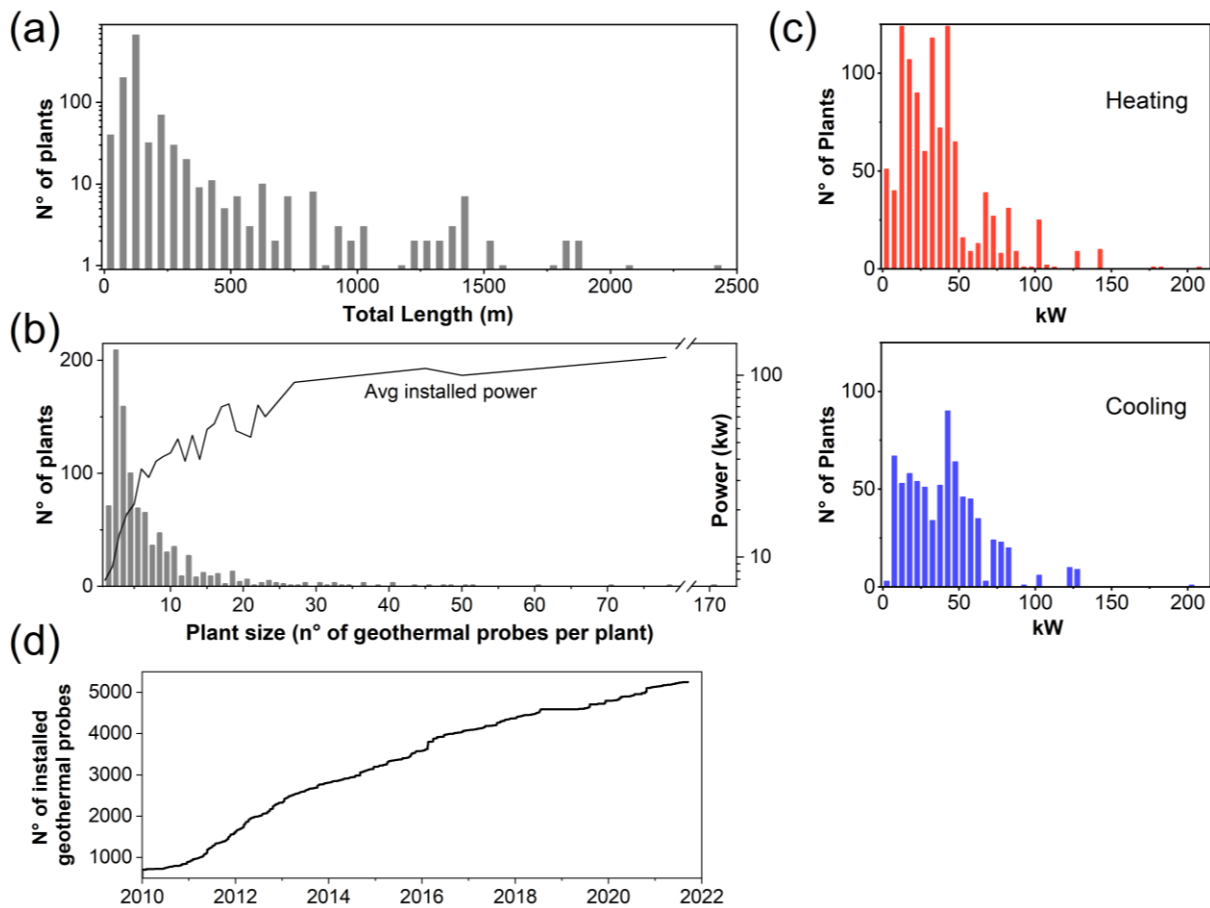 (a)
N° of plants
100
10
1
0
500
1000
1500
2000
2500
Total Length (m)
(b)
N° of plants
200
100
0
Avg installed power
Power (kw)
100
10
10
20
30
40
50
60
70
170
Plant size (n° of geothermal probes per plant)
(c)
N° of Plants
100
50
0
Heating
0
50
100
150
200
kW
N° of Plants
100
50
0
Cooling
0
50
100
150
200
kW
(d)
N° of installed
geothermal probes
5000
4000
3000
2000
1000
2010
2012
2014
2016
2018
2020
2022